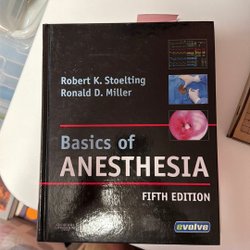 Robert K. Stoelting
Ronald D. Miller
Basics of
ANESTHESIA
FIFTH EDITION
evolve